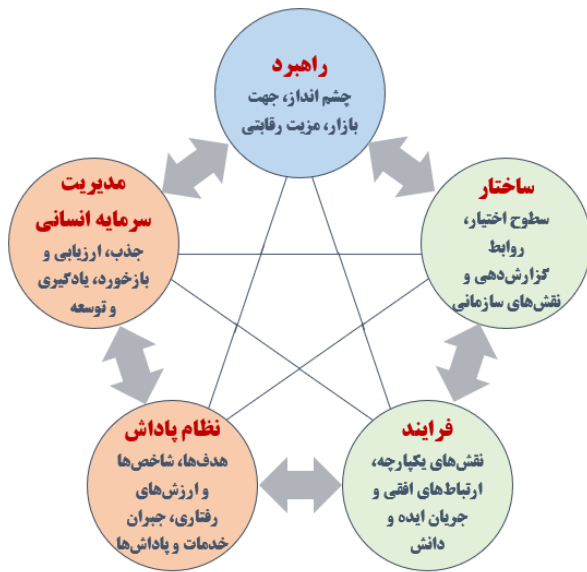 راهبرد
چشم انداز، جهت
بازار، مزیت رقابتی
ساختار
سطوح اختیار،
روابط
گزارش‌دهی و
نقش‌های سازمانی
فرایند
نقش‌های یکپارچه،
ارتباط‌های افقی و
جریان ایده و
دانش
نظام پاداش
هدف‌ها، شاخص‌ها
و ارزش‌های
رفتاری، جبران
خدمات و پاداش‌ها
مدیریت
سرمایه انسانی
جذب، ارزیابی و
بازخورد، یادگیری
و توسعه